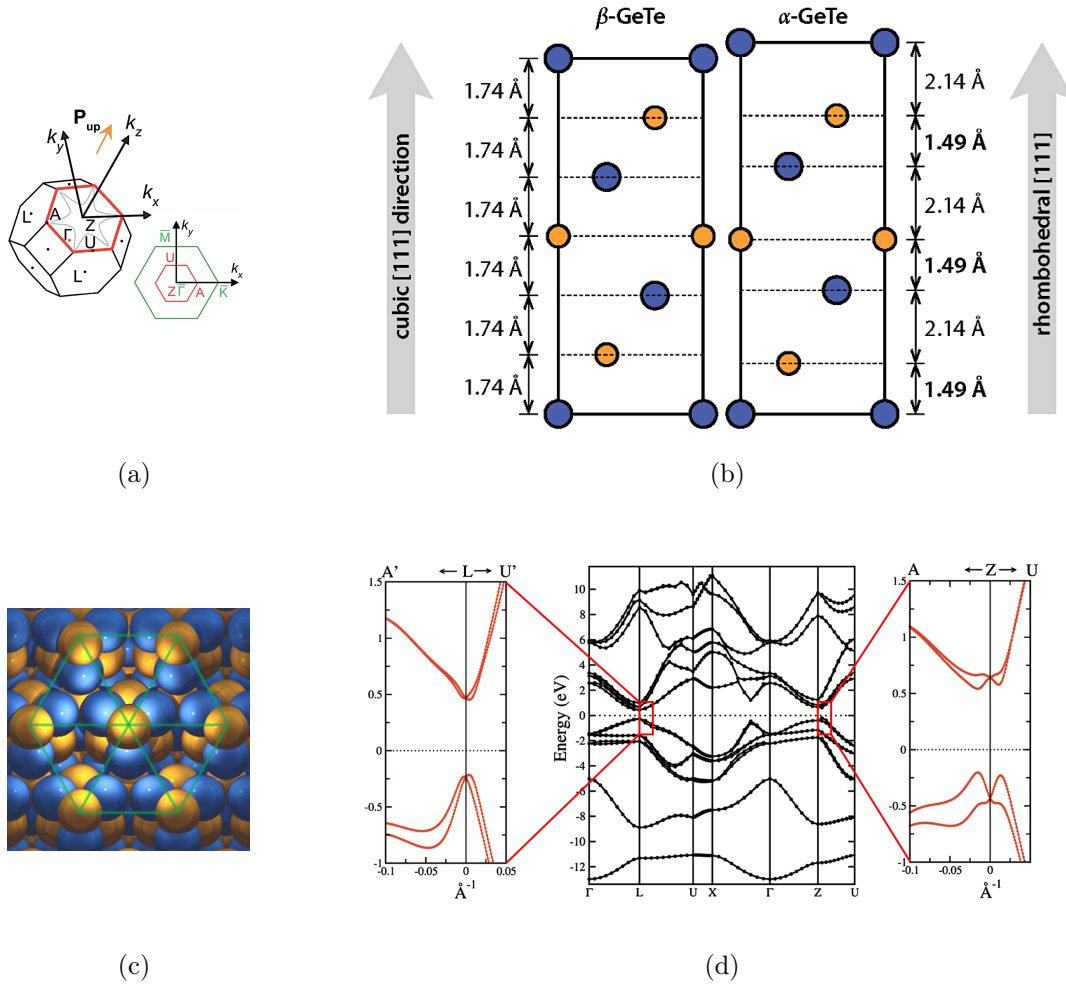 P up
k_y
k_z
k_x
L
A
Z
Γ
U
L
M̅
k_y
U
k_x
Z Γ̅ A K̅
(a)
β-GeTe α-GeTe
cubic [111] direction
1.74 Å
1.74 Å
1.74 Å
1.74 Å
1.74 Å
1.74 Å
2.14 Å
1.49 Å
2.14 Å
1.49 Å
2.14 Å
1.49 Å
rhombohedral [111]
(b)
(c)
A' ← L → U'
1.5
1
0.5
0
-0.5
-1
-0.1 -0.05 0 0.05
Å⁻¹
Energy (eV)
10
8
6
4
2
0
-2
-4
-6
-8
-10
-12
Γ L U X Γ Z U
A ← Z → U
1.5
1
0.5
0
-0.5
-1
-0.1 -0.05 0 0.05
Å⁻¹
(d)